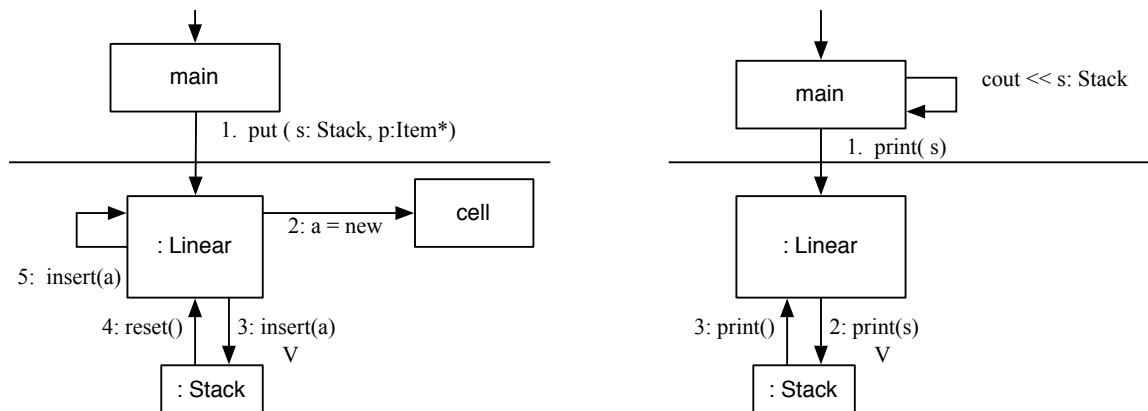 main
1. put ( s: Stack, p:Item*)
cell
2: a = new
: Linear
5: insert(a)
4: reset()
3: insert(a)
V
: Stack
main
cout << s: Stack
1. print( s)
: Linear
3: print()
2: print(s)
V
: Stack